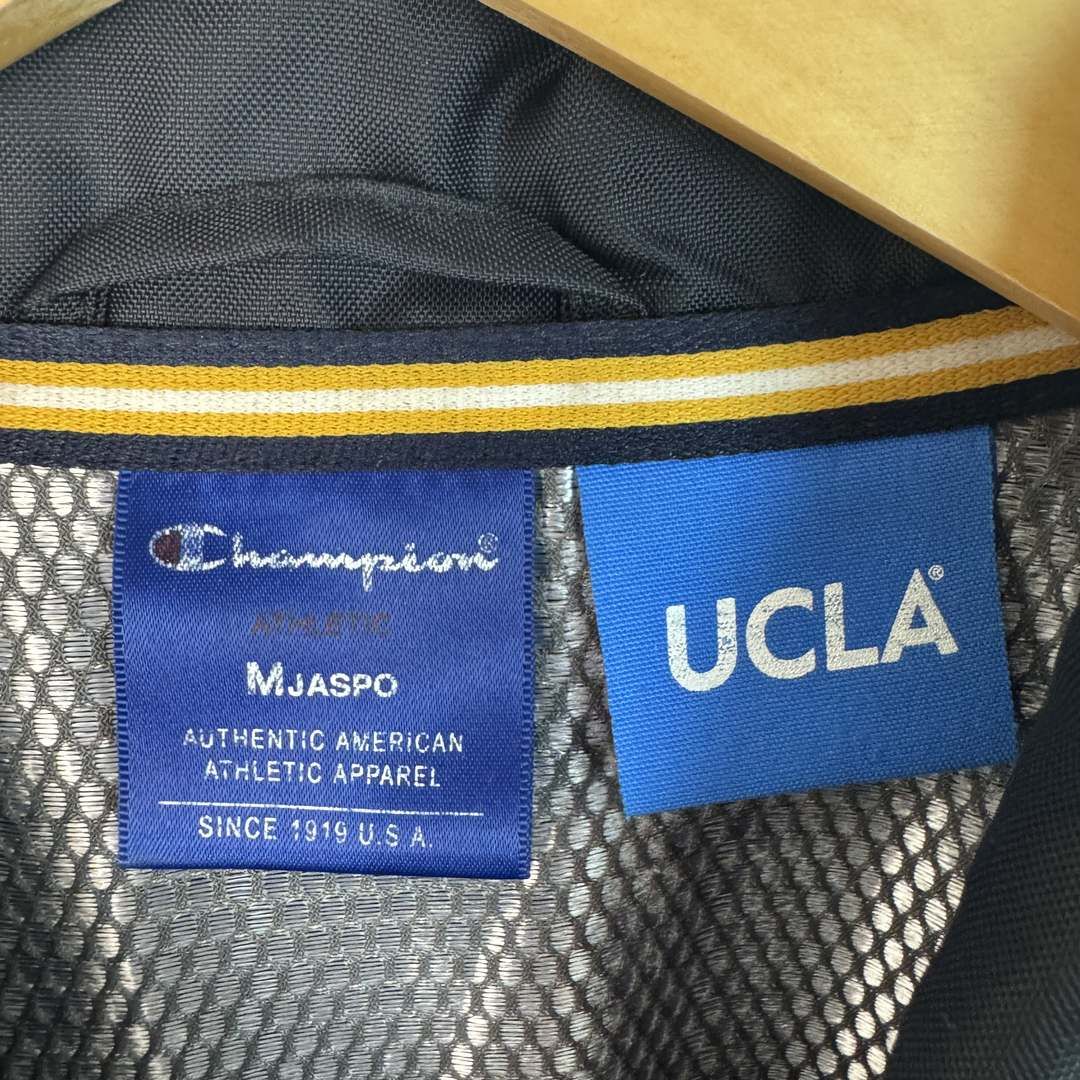 Champion®
ATHLETIC
MJASPO
AUTHENTIC AMERICAN
ATHLETIC APPAREL
SINCE 1919 U.S.A.
UCLA®